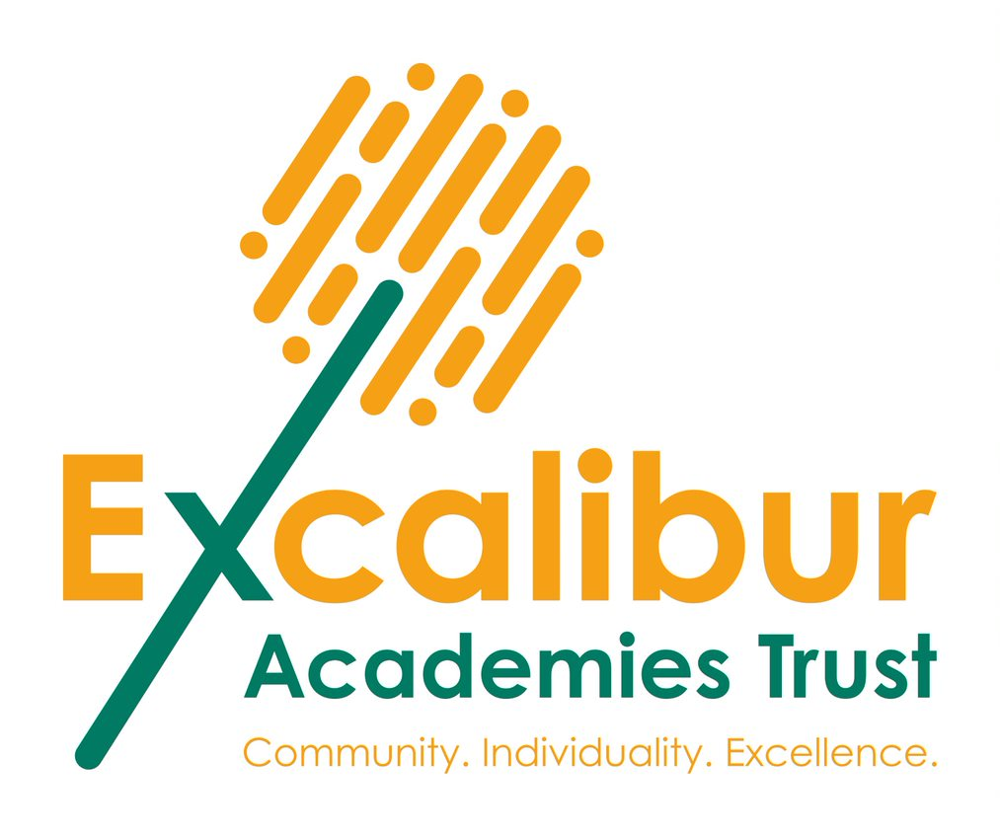 Excalibur
Academies Trust
Community. Individuality. Excellence.